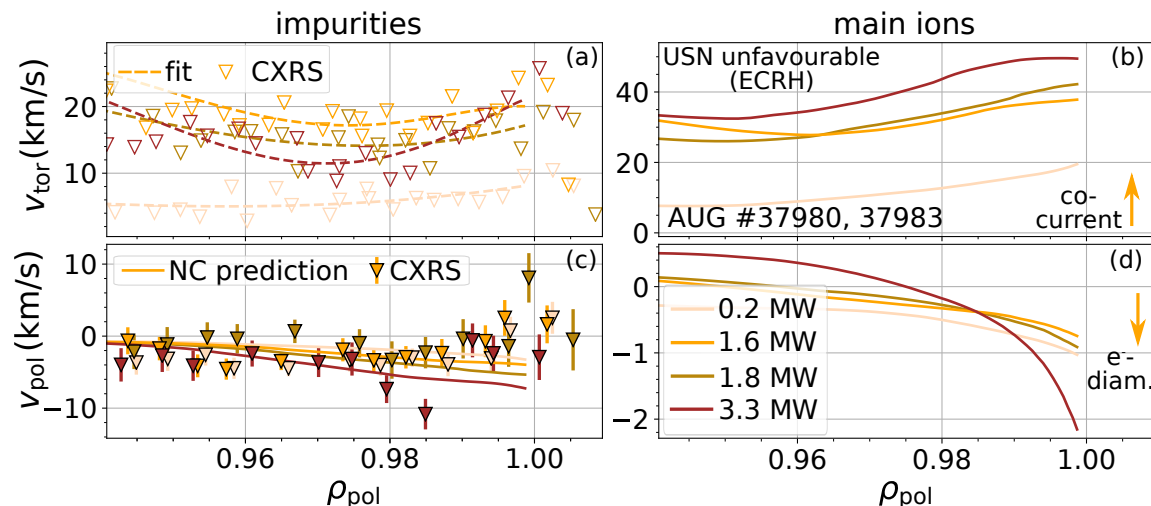 impurities
main ions
(a)
fit
CXRS
20
10
0
v_tor (km/s)
(b)
USN unfavourable
(ECRH)
40
20
0
AUG #37980, 37983
co-
current
(c)
NC prediction
CXRS
10
0
−10
v_pol (km/s)
0.96
0.98
1.00
ρ_pol
(d)
0
−1
−2
0.2 MW
1.6 MW
1.8 MW
3.3 MW
e⁻
diam.
0.96
0.98
1.00
ρ_pol